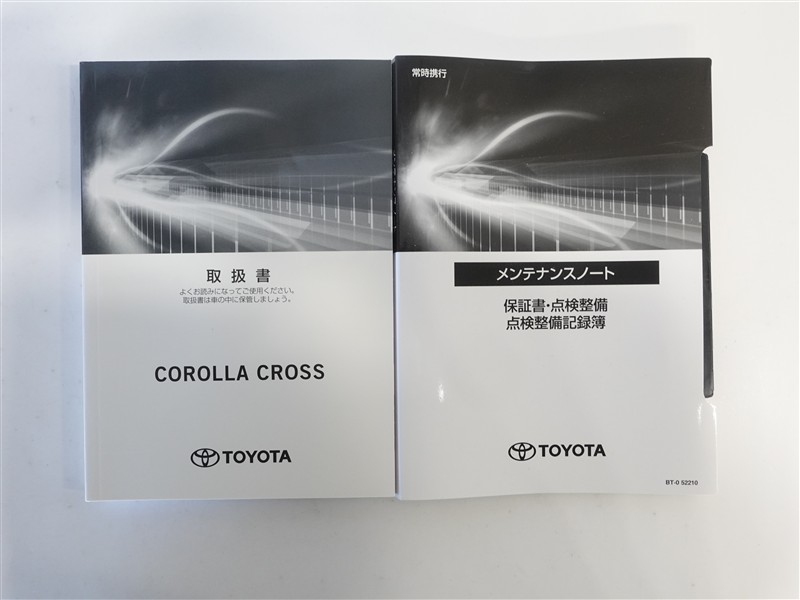 取扱書
よくお読みになってご使用ください。
取扱書は車の中に保管しましょう。
COROLLA CROSS
TOYOTA
常時携行
メンテナンスノート
保証書・点検整備
点検整備記録簿
TOYOTA
BT-0 52210